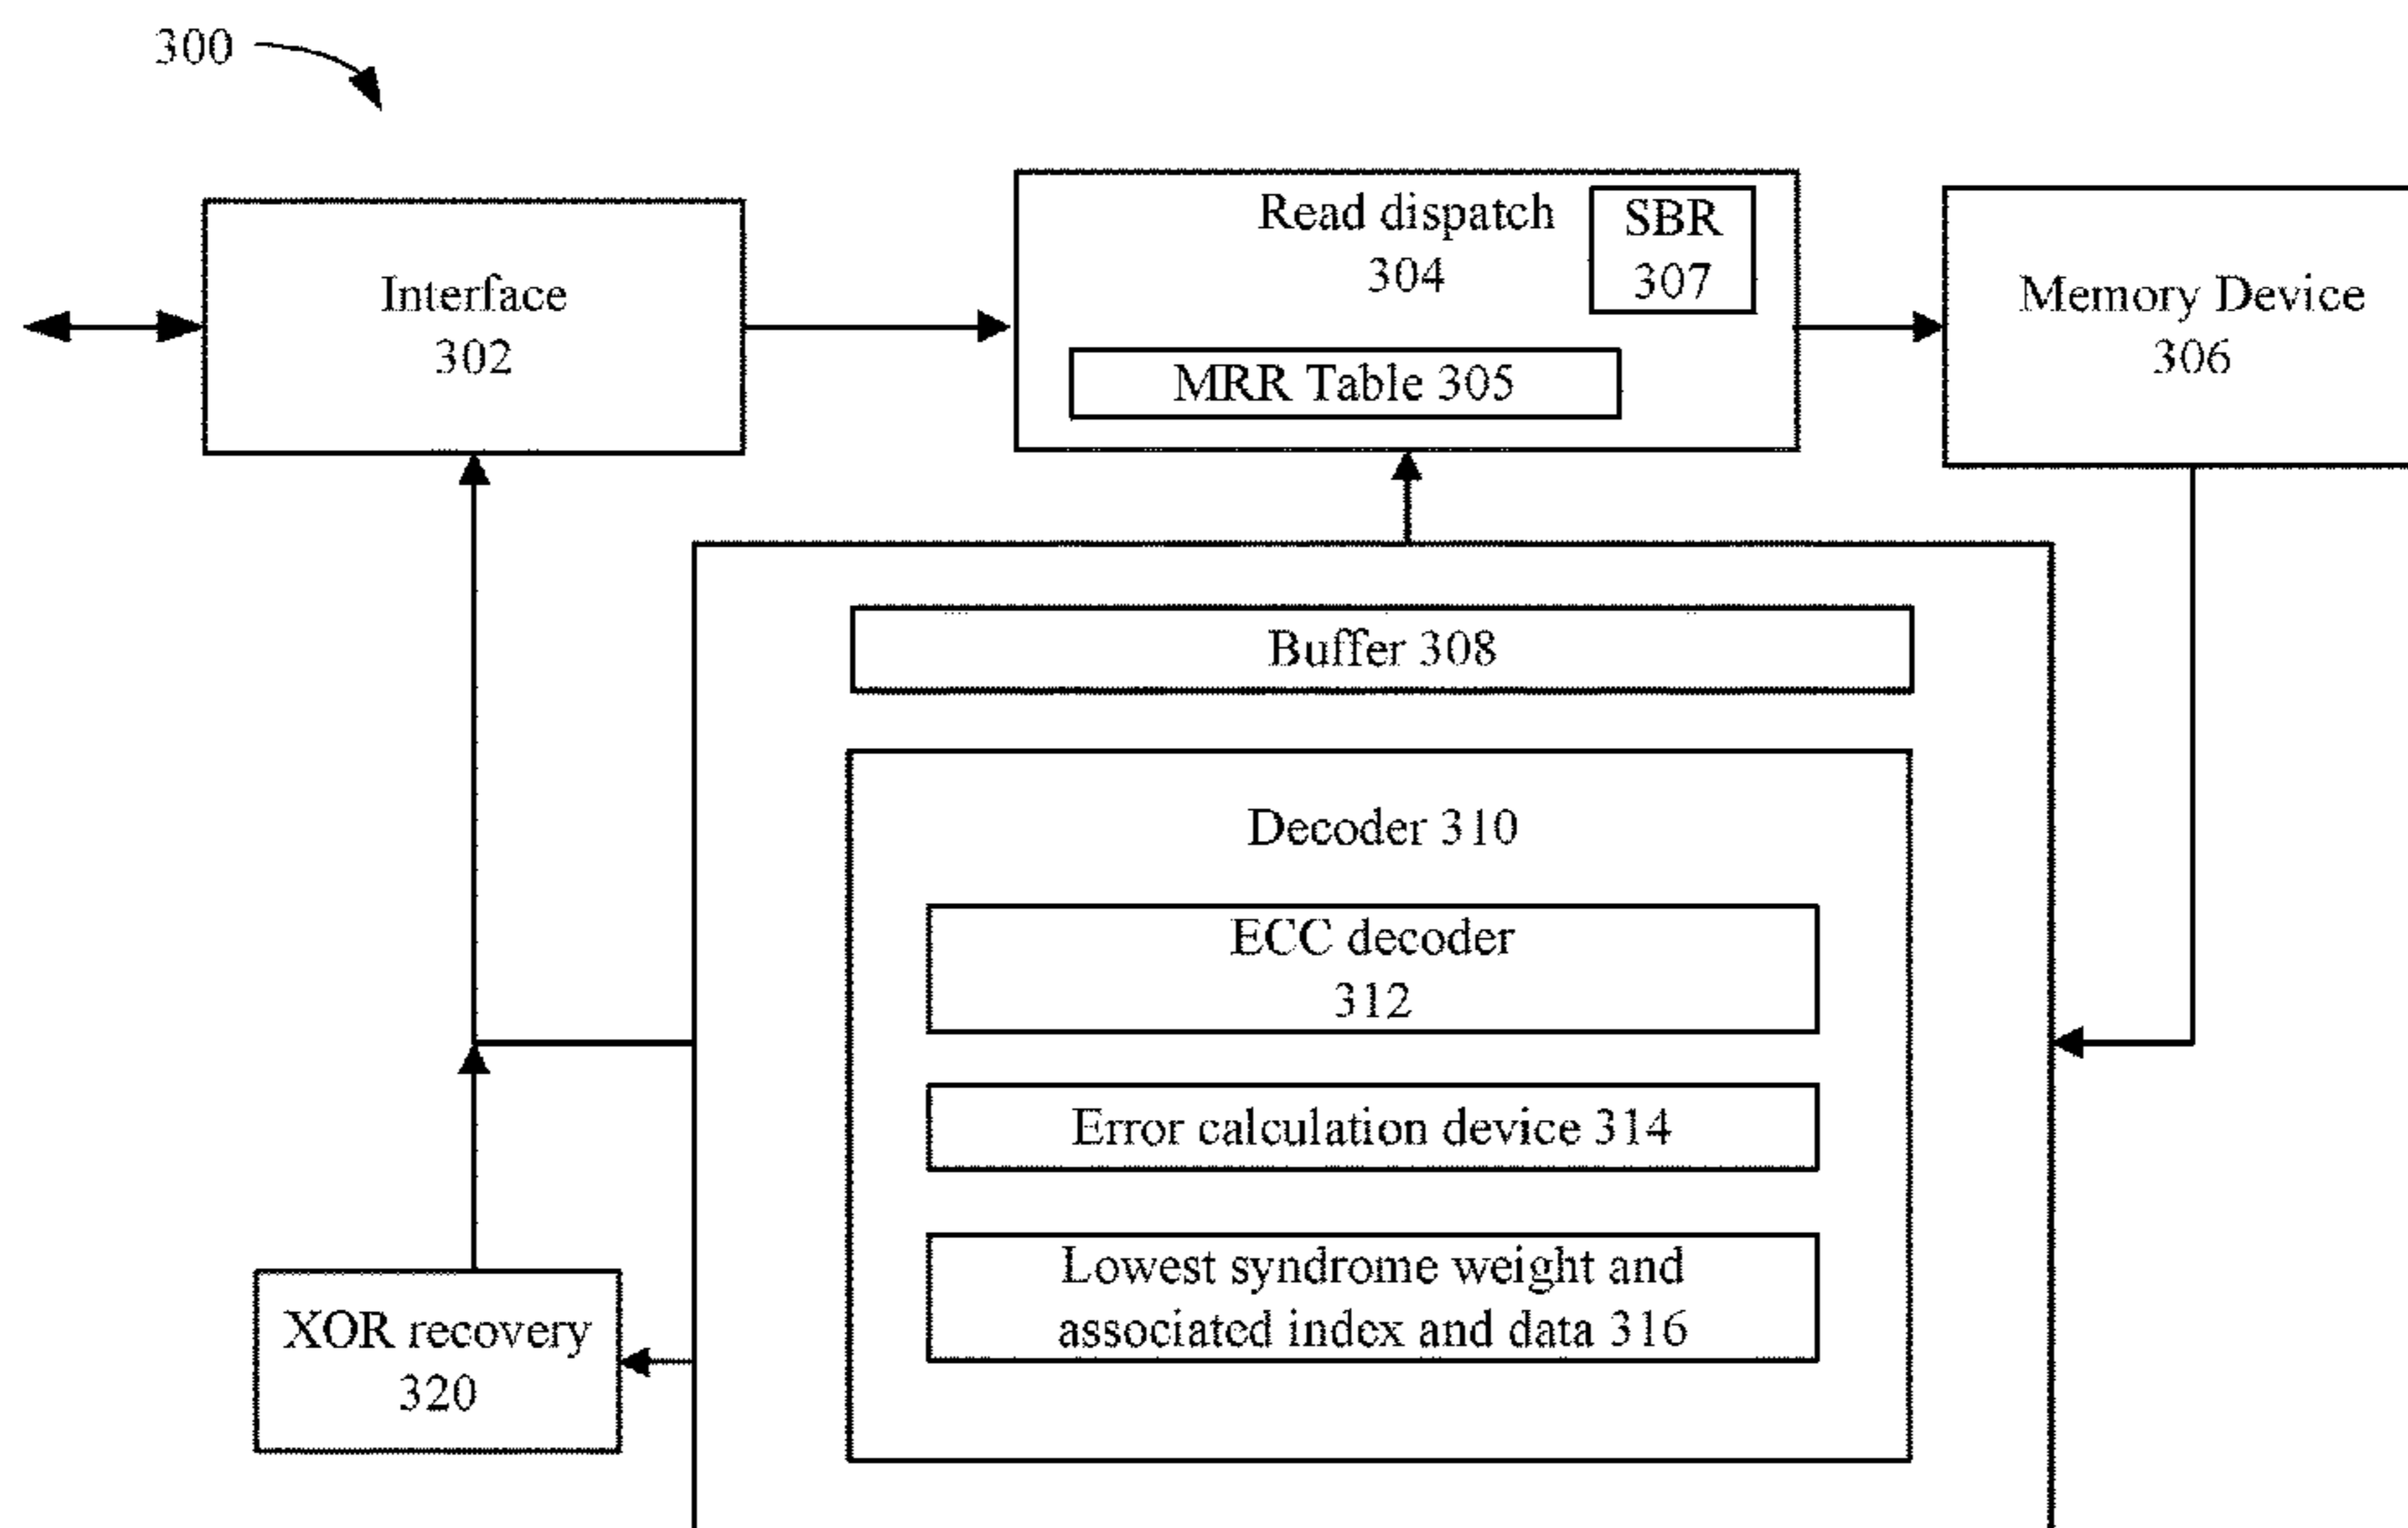 300
Interface
302
Read dispatch
304
SBR
307
MRR Table 305
Memory Device
306
Buffer 308
Decoder 310
ECC decoder
312
Error calculation device 314
Lowest syndrome weight and
associated index and data 316
XOR recovery
320